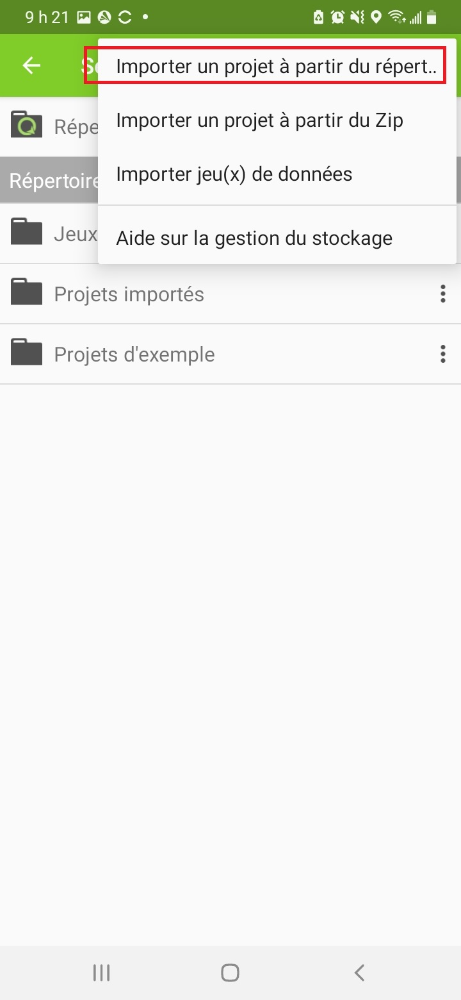 9 h 21
Importer un projet à partir du répert..
Importer un projet à partir du Zip
Importer jeu(x) de données
Aide sur la gestion du stockage
Répe
Répertoire
Jeux
Projets importés
Projets d'exemple